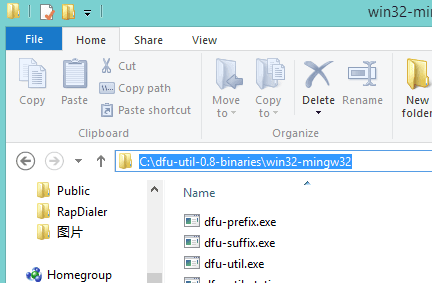 win32-mi
File
Home
Share
View
Copy
Paste
Cut
Copy path
Paste shortcut
Move to
Copy to
Delete
Rename
New folder
Clipboard
Organize
C:\dfu-util-0.8-binaries\win32-mingw32
Public
RapDialer
图片
Homegroup
Name
dfu-prefix.exe
dfu-suffix.exe
dfu-util.exe